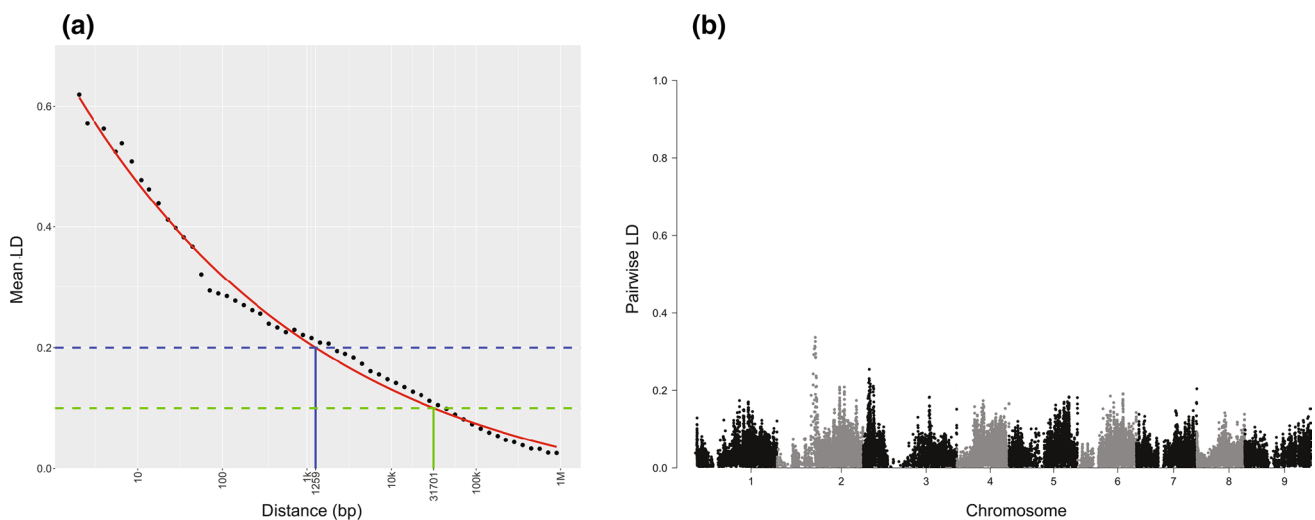 (a)
0.6
0.4
0.2
0.0
Mean LD
10
100
1k
1259
10k
31701
100k
1M
Distance (bp)
(b)
1.0
0.8
0.6
0.4
0.2
0.0
Pairwise LD
1 2 3 4 5 6 7 8 9
Chromosome